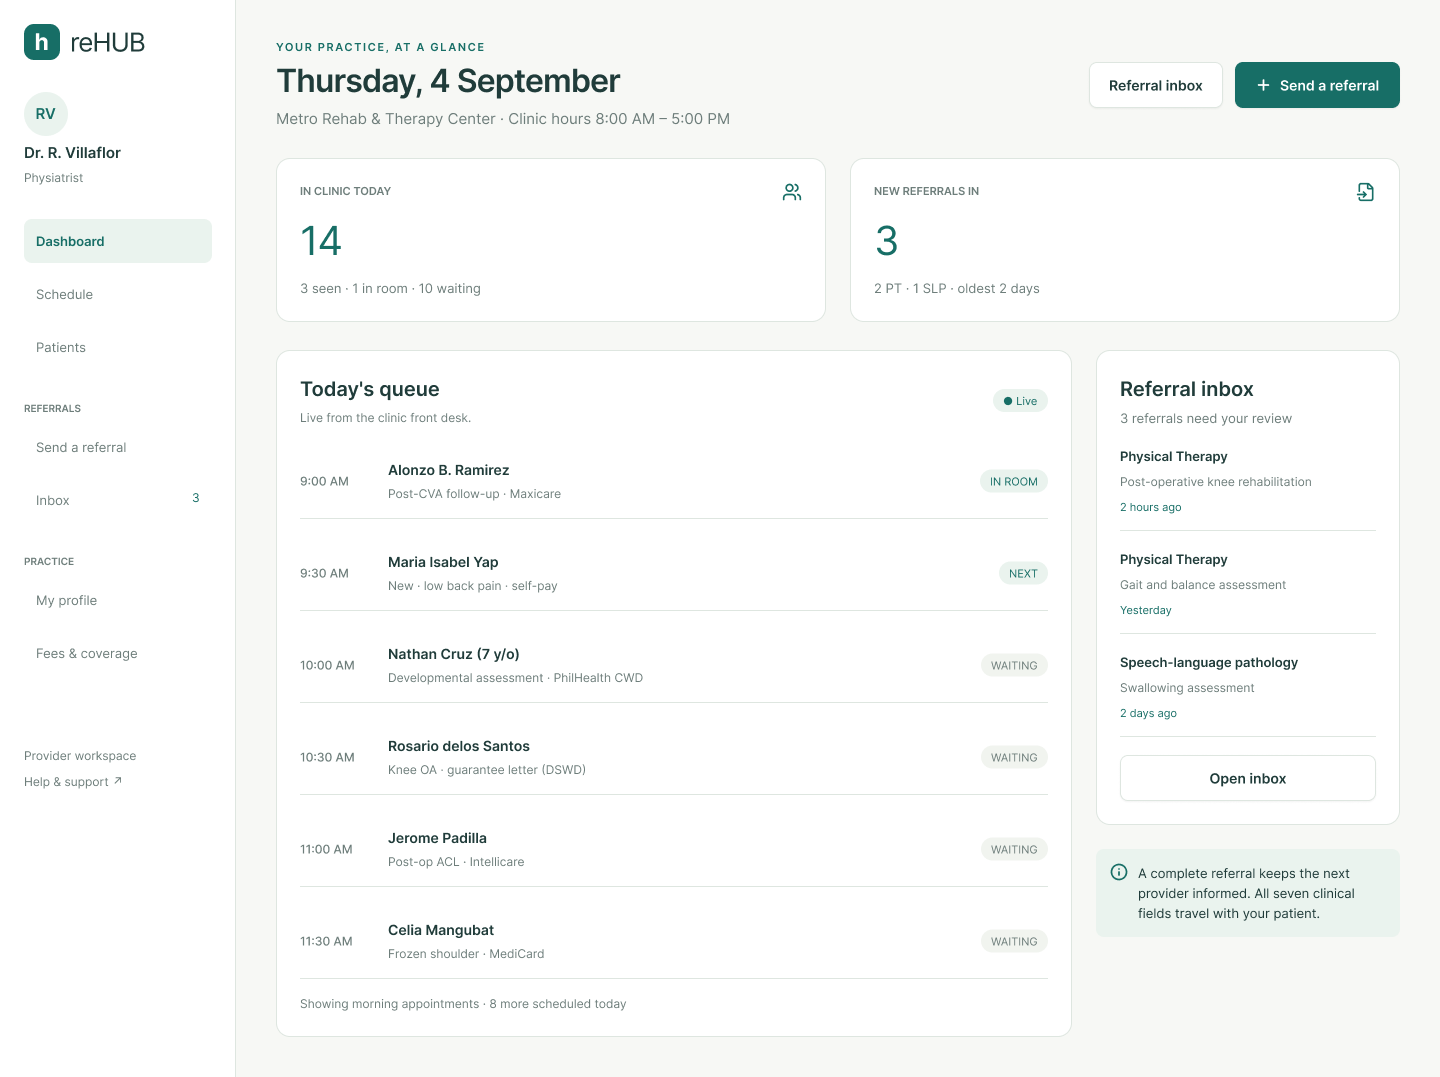 h reHUB
RV
Dr. R. Villaflor
Physiatrist
Dashboard
Schedule
Patients
REFERRALS
Send a referral
Inbox 3
PRACTICE
My profile
Fees & coverage
Provider workspace
Help & support ↗
YOUR PRACTICE, AT A GLANCE
Thursday, 4 September
Metro Rehab & Therapy Center · Clinic hours 8:00 AM – 5:00 PM
Referral inbox
+ Send a referral
IN CLINIC TODAY
14
3 seen · 1 in room · 10 waiting
NEW REFERRALS IN
3
2 PT · 1 SLP · oldest 2 days
Today's queue
Live from the clinic front desk.
Live
9:00 AM
Alonzo B. Ramirez
Post-CVA follow-up · Maxicare
IN ROOM
9:30 AM
Maria Isabel Yap
New · low back pain · self-pay
NEXT
10:00 AM
Nathan Cruz (7 y/o)
Developmental assessment · PhilHealth CWD
WAITING
10:30 AM
Rosario delos Santos
Knee OA · guarantee letter (DSWD)
WAITING
11:00 AM
Jerome Padilla
Post-op ACL · Intellicare
WAITING
11:30 AM
Celia Mangubat
Frozen shoulder · MediCard
WAITING
Showing morning appointments · 8 more scheduled today
Referral inbox
3 referrals need your review
Physical Therapy
Post-operative knee rehabilitation
2 hours ago
Physical Therapy
Gait and balance assessment
Yesterday
Speech-language pathology
Swallowing assessment
2 days ago
Open inbox
A complete referral keeps the next
provider informed. All seven clinical
fields travel with your patient.